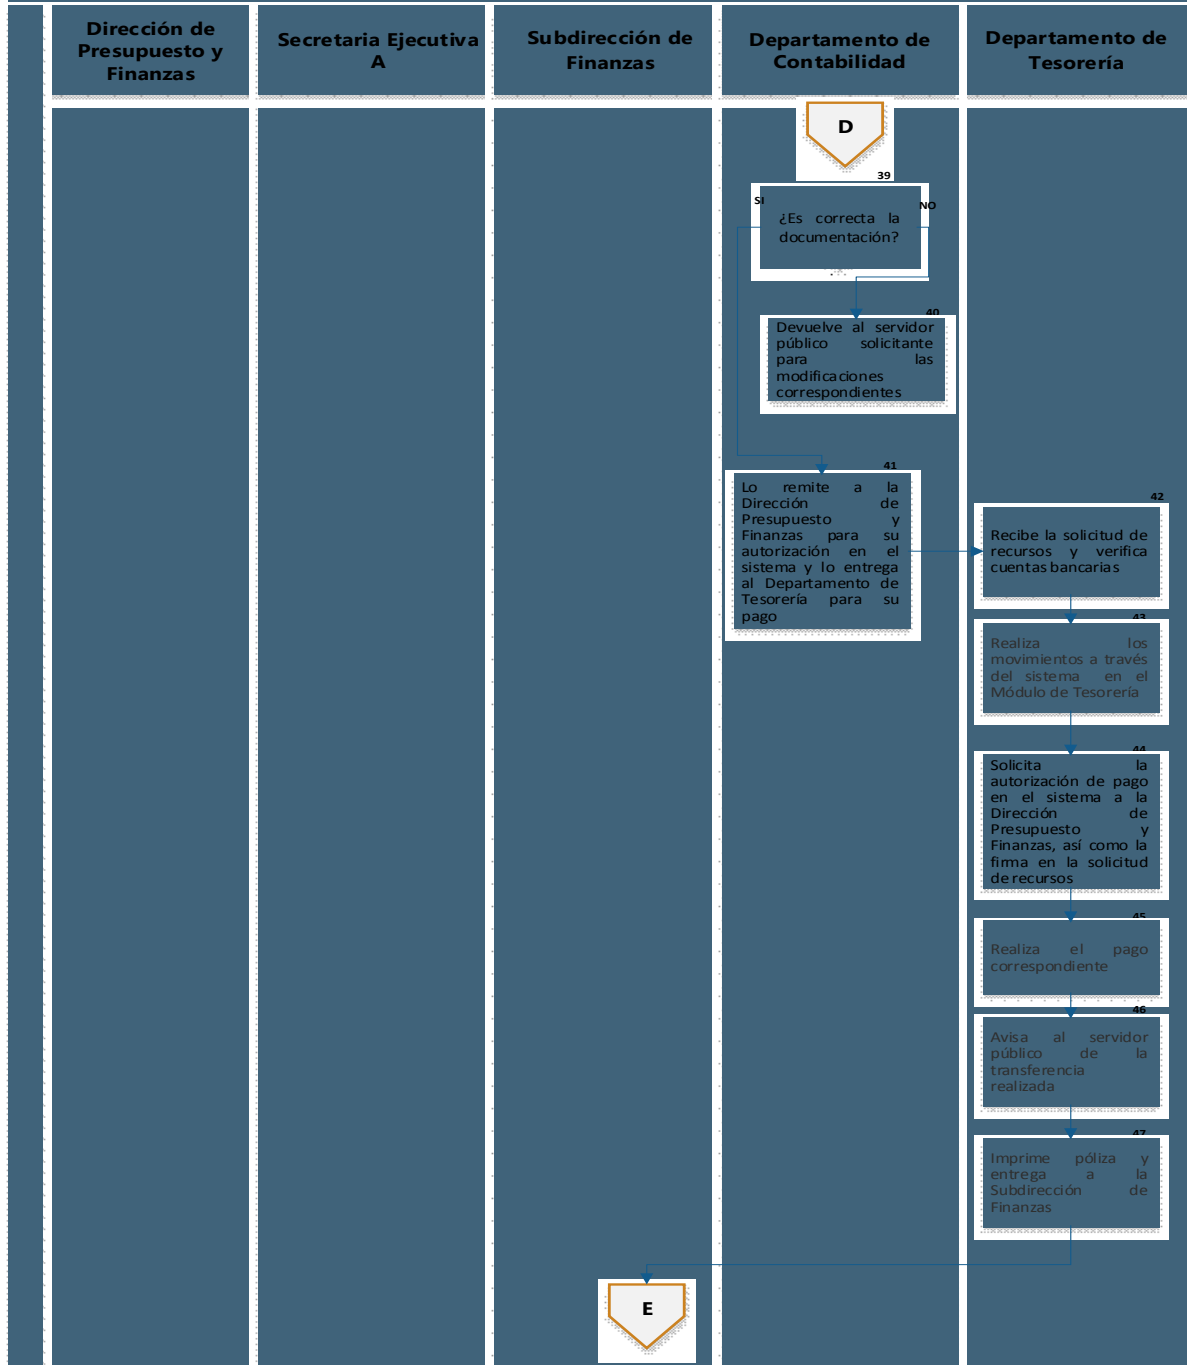 Dirección de
Presupuesto y
Finanzas
Secretaria Ejecutiva
A
Subdirección de
Finanzas
Departamento de
Contabilidad
Departamento de
Tesorería
D
39
SI
NO
¿Es correcta la
documentación?
40
Devuelve al servidor
público solicitante
para las
modificaciones
correspondientes
41
Lo remite a la
Dirección de
Presupuesto y
Finanzas para su
autorización en el
sistema y lo entrega
al Departamento de
Tesorería para su
pago
42
Recibe la solicitud de
recursos y verifica
cuentas bancarias
43
Realiza los
movimientos a través
del sistema en el
Módulo de Tesorería
44
Solicita la
autorización de pago
en el sistema a la
Dirección de
Presupuesto y
Finanzas, así como la
firma en la solicitud
de recursos
45
Realiza el pago
correspondiente
46
Avisa al servidor
público de la
transferencia
realizada
47
Imprime póliza y
entrega a la
Subdirección de
Finanzas
E